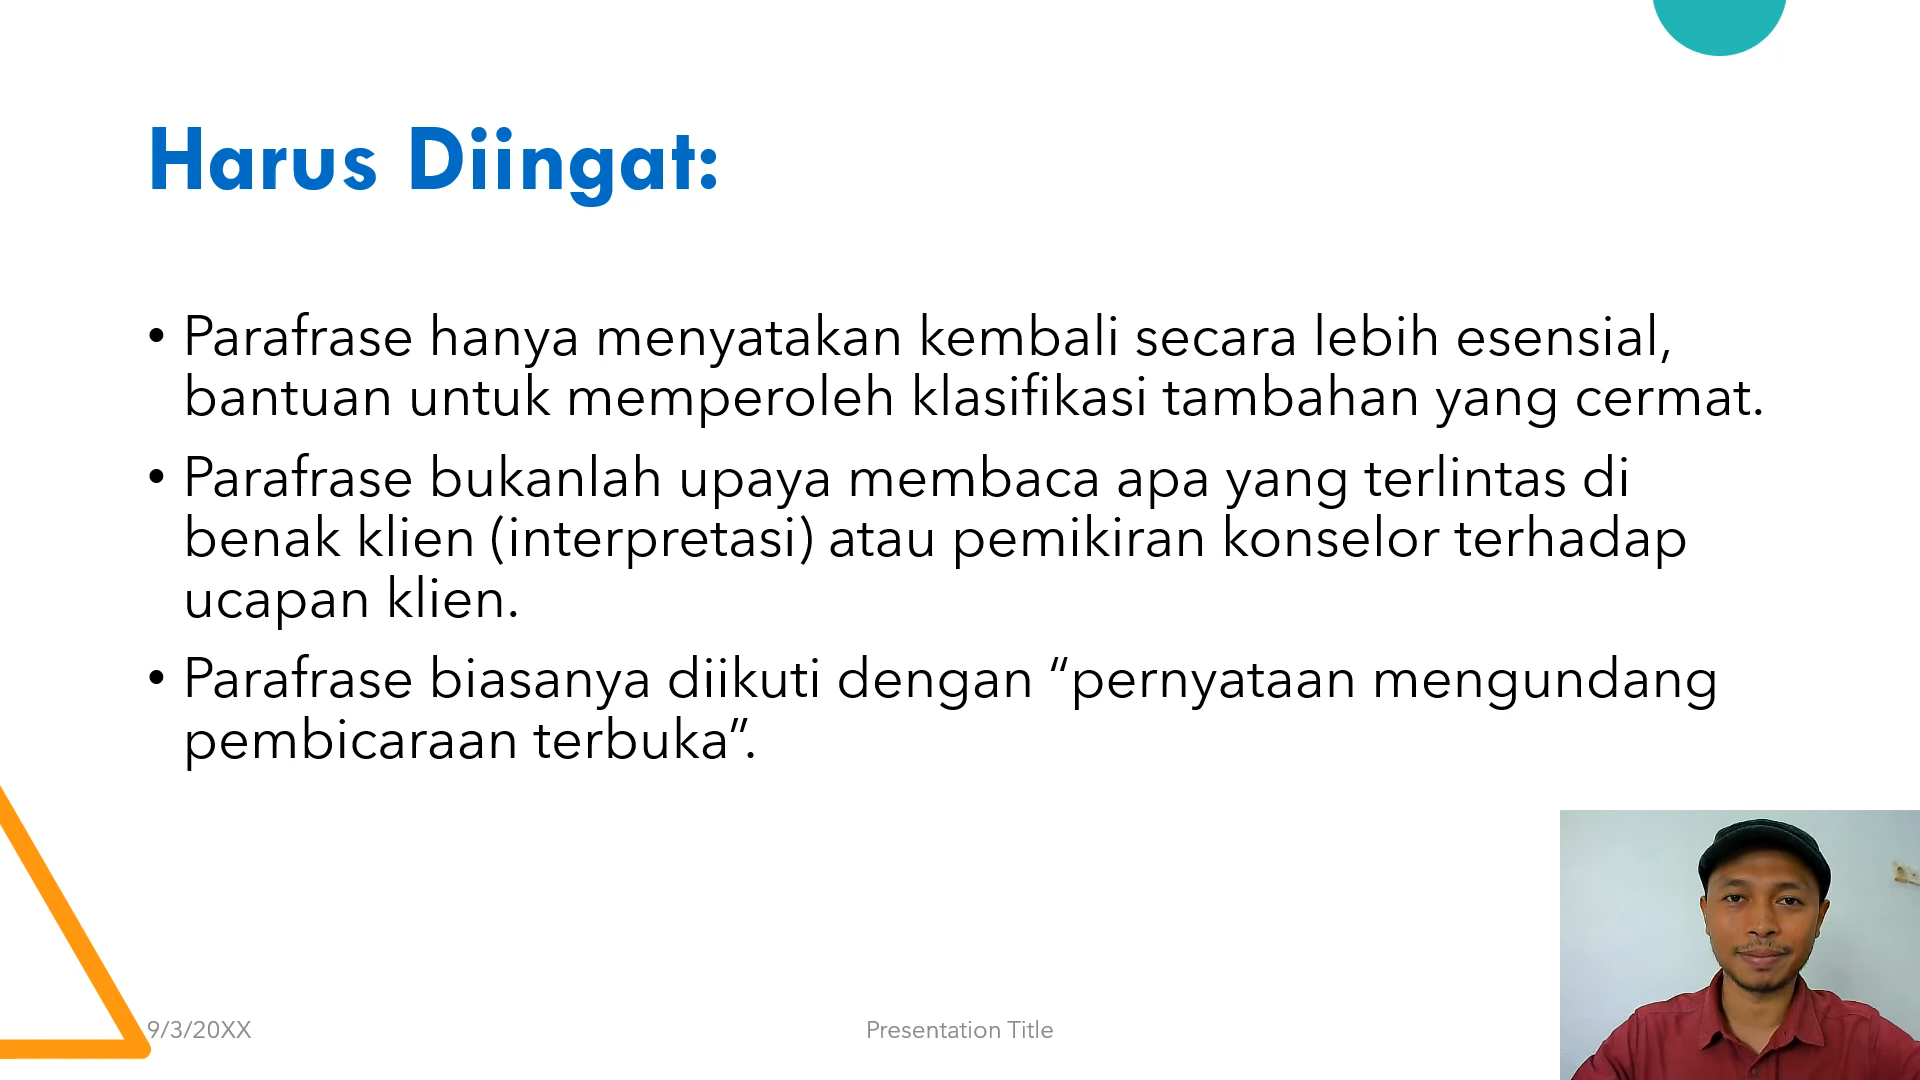 Harus Diingat:
• Parafrase hanya menyatakan kembali secara lebih esensial,
bantuan untuk memperoleh klasifikasi tambahan yang cermat.
• Parafrase bukanlah upaya membaca apa yang terlintas di
benak klien (interpretasi) atau pemikiran konselor terhadap
ucapan klien.
• Parafrase biasanya diikuti dengan “pernyataan mengundang
pembicaraan terbuka”.
9/3/20XX
Presentation Title